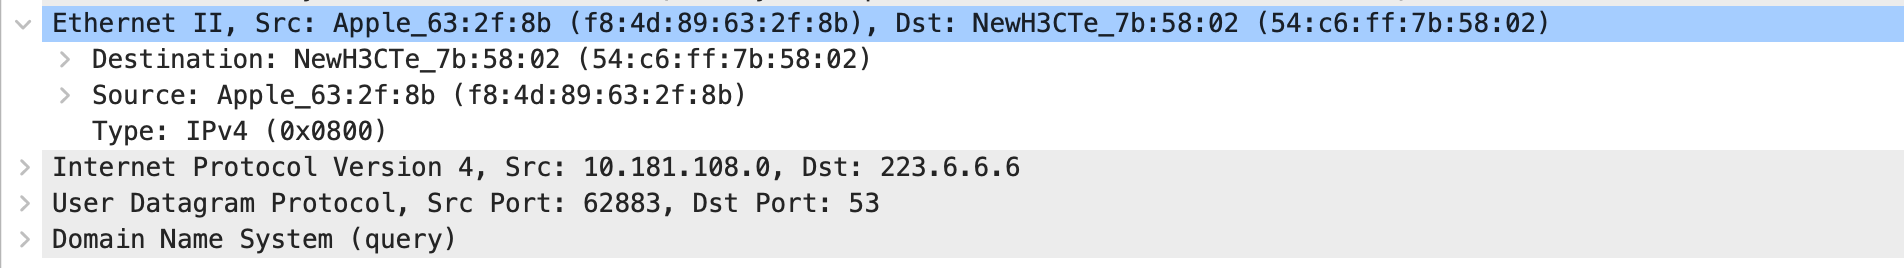 Ethernet II, Src: Apple_63:2f:8b (f8:4d:89:63:2f:8b), Dst: NewH3CTe_7b:58:02 (54:c6:ff:7b:58:02)
Destination: NewH3CTe_7b:58:02 (54:c6:ff:7b:58:02)
Source: Apple_63:2f:8b (f8:4d:89:63:2f:8b)
Type: IPv4 (0x0800)
Internet Protocol Version 4, Src: 10.181.108.0, Dst: 223.6.6.6
User Datagram Protocol, Src Port: 62883, Dst Port: 53
Domain Name System (query)